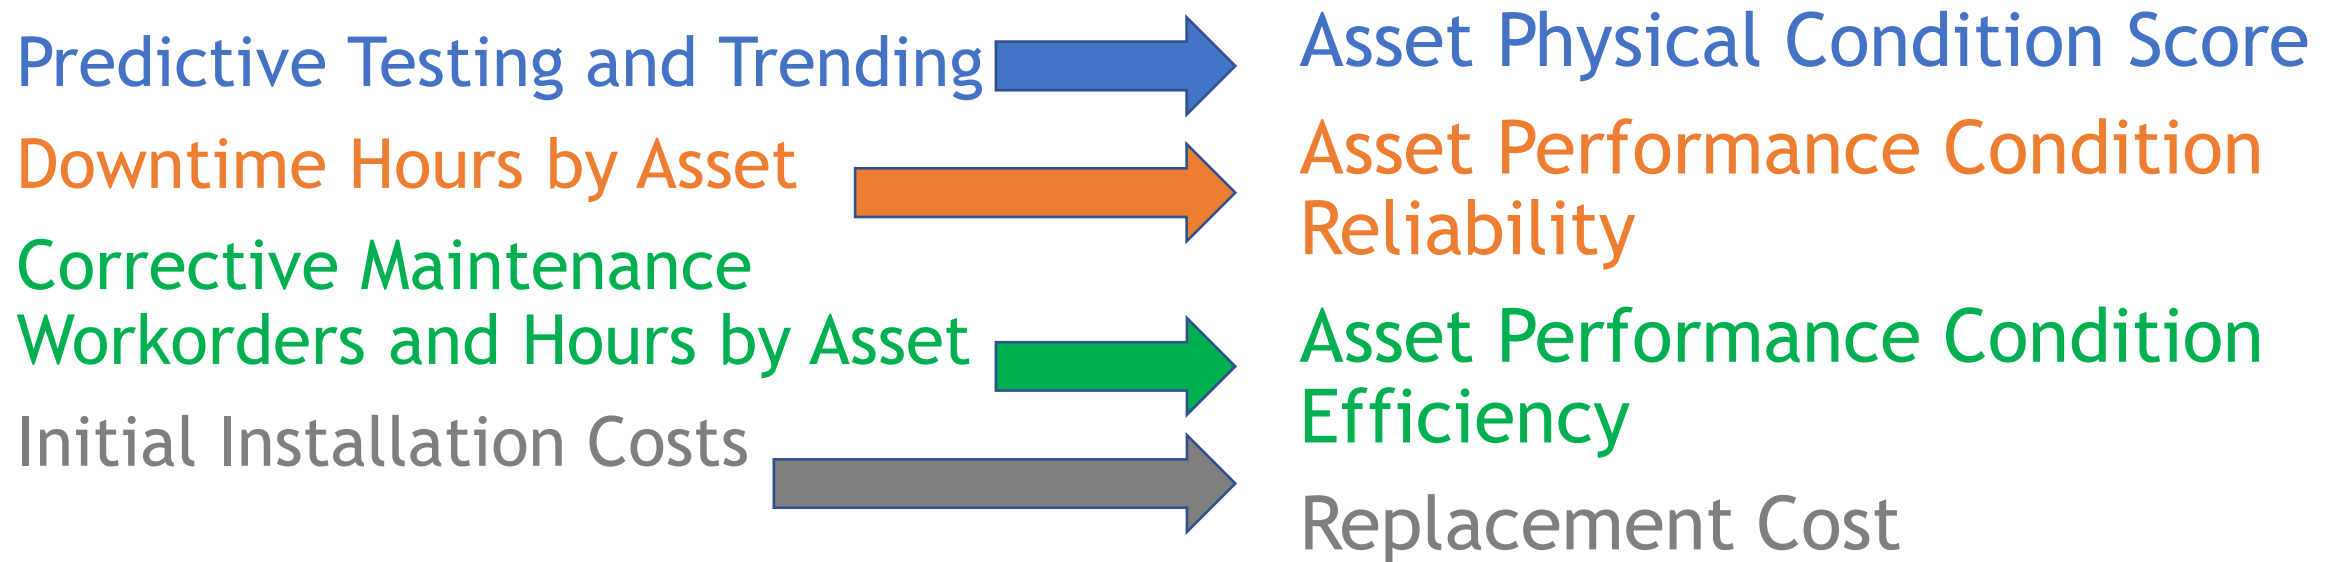 Predictive Testing and Trending
Downtime Hours by Asset
Corrective Maintenance
Workorders and Hours by Asset
Initial Installation Costs
Asset Physical Condition Score
Asset Performance Condition
Reliability
Asset Performance Condition
Efficiency
Replacement Cost